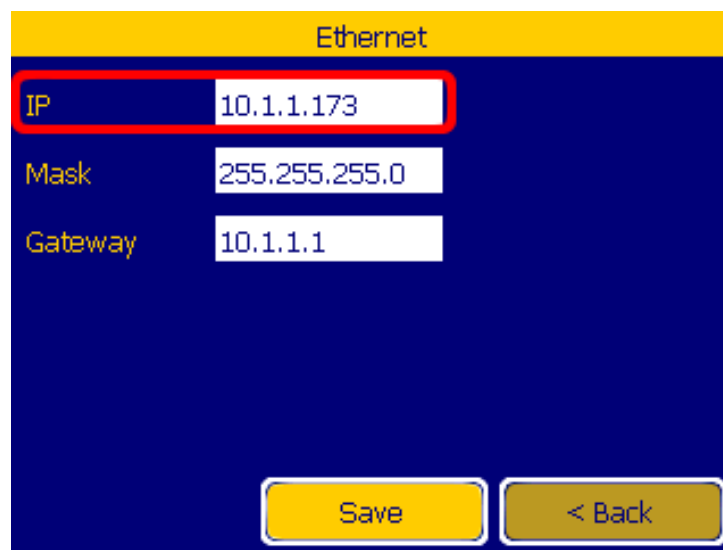 Ethernet
IP 10.1.1.173
Mask 255.255.255.0
Gateway 10.1.1.1
Save < Back